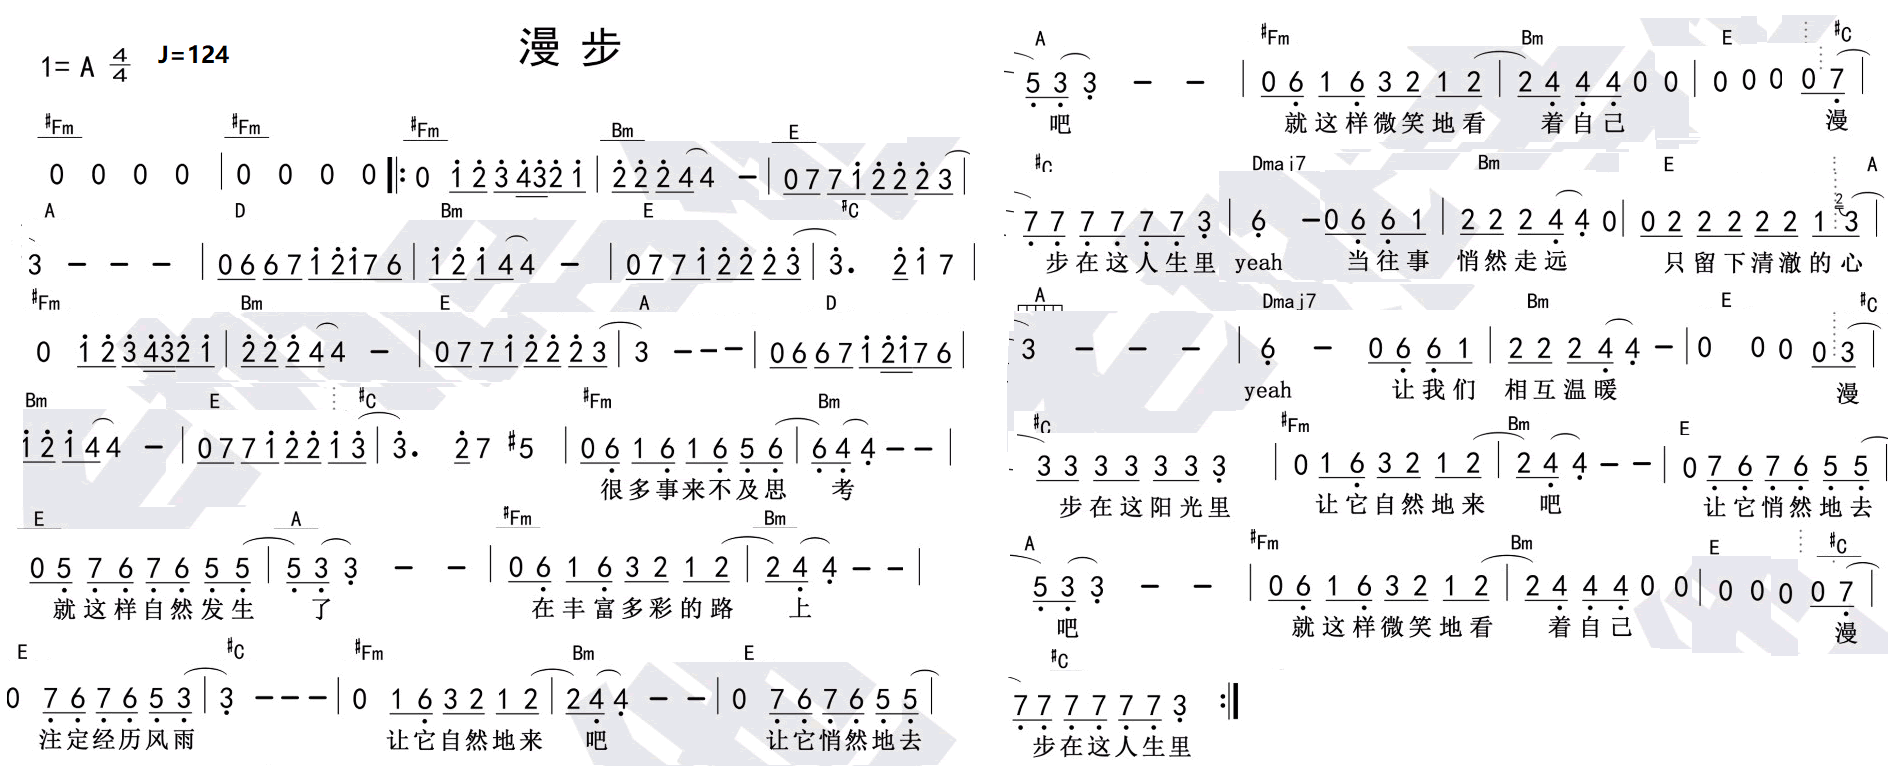 漫 步
1= A 4/4 J=124
#Fm #Fm #Fm Bm E
0 0 0 0 | 0 0 0 0 ‖: 0 1 2 3 4 3 2 1 | 2 2 2 4 4 – | 0 7 7 1 2 2 2 3 |
A D Bm E #C
3 – – – | 0 6 6 7 1 2 1 7 6 | 1 2 1 4 4 – | 0 7 7 1 2 2 2 3 | 3. 2 1 7 |
#Fm Bm E A D
0 1 2 3 4 3 2 1 | 2 2 2 4 4 – | 0 7 7 1 2 2 2 3 | 3 – – – | 0 6 6 7 1 2 1 7 6 |
Bm E #C #Fm Bm
1 2 1 4 4 – | 0 7 7 1 2 2 1 3 | 3. 2 7 #5 | 0 6 1 6 1 6 5 6 | 6 4 4 – – |
很多事来不及思 考
E A #Fm Bm
0 5 7 6 7 6 5 5 | 5 3 3 – – | 0 6 1 6 3 2 1 2 | 2 4 4 – – |
就这样自然发生 了 在丰富多彩的路 上
E #C #Fm Bm E
0 7 6 7 6 5 3 | 3 – – – | 0 1 6 3 2 1 2 | 2 4 4 – – | 0 7 6 7 6 5 5 |
注定经历风雨 让它自然地来 吧 让它悄然地去
A #Fm Bm E #C
5 3 3 – – | 0 6 1 6 3 2 1 2 | 2 4 4 4 0 0 | 0 0 0 0 7 |
吧 就这样微笑地看 着自己 漫
#C Dmaj7 Bm E A
7 7 7 7 7 7 3 | 6 – 0 6 6 1 | 2 2 2 4 4 0 | 0 2 2 2 2 2 1 2 3 |
步在这人生里 yeah 当往事 悄然走远 只留下清澈的心
A Dmaj7 Bm E #C
3 – – – | 6 – 0 6 6 1 | 2 2 2 4 4 – | 0 0 0 0 3 |
yeah 让我们 相互温暖 漫
#C #Fm Bm E
3 3 3 3 3 3 3 | 0 1 6 3 2 1 2 | 2 4 4 – – | 0 7 6 7 6 5 5 |
步在这阳光里 让它自然地来 吧 让它悄然地去
A #Fm Bm E #C
5 3 3 – – | 0 6 1 6 3 2 1 2 | 2 4 4 4 0 0 | 0 0 0 0 7 |
吧 就这样微笑地看 着自己 漫
#C
7 7 7 7 7 7 3 :‖
步在这人生里